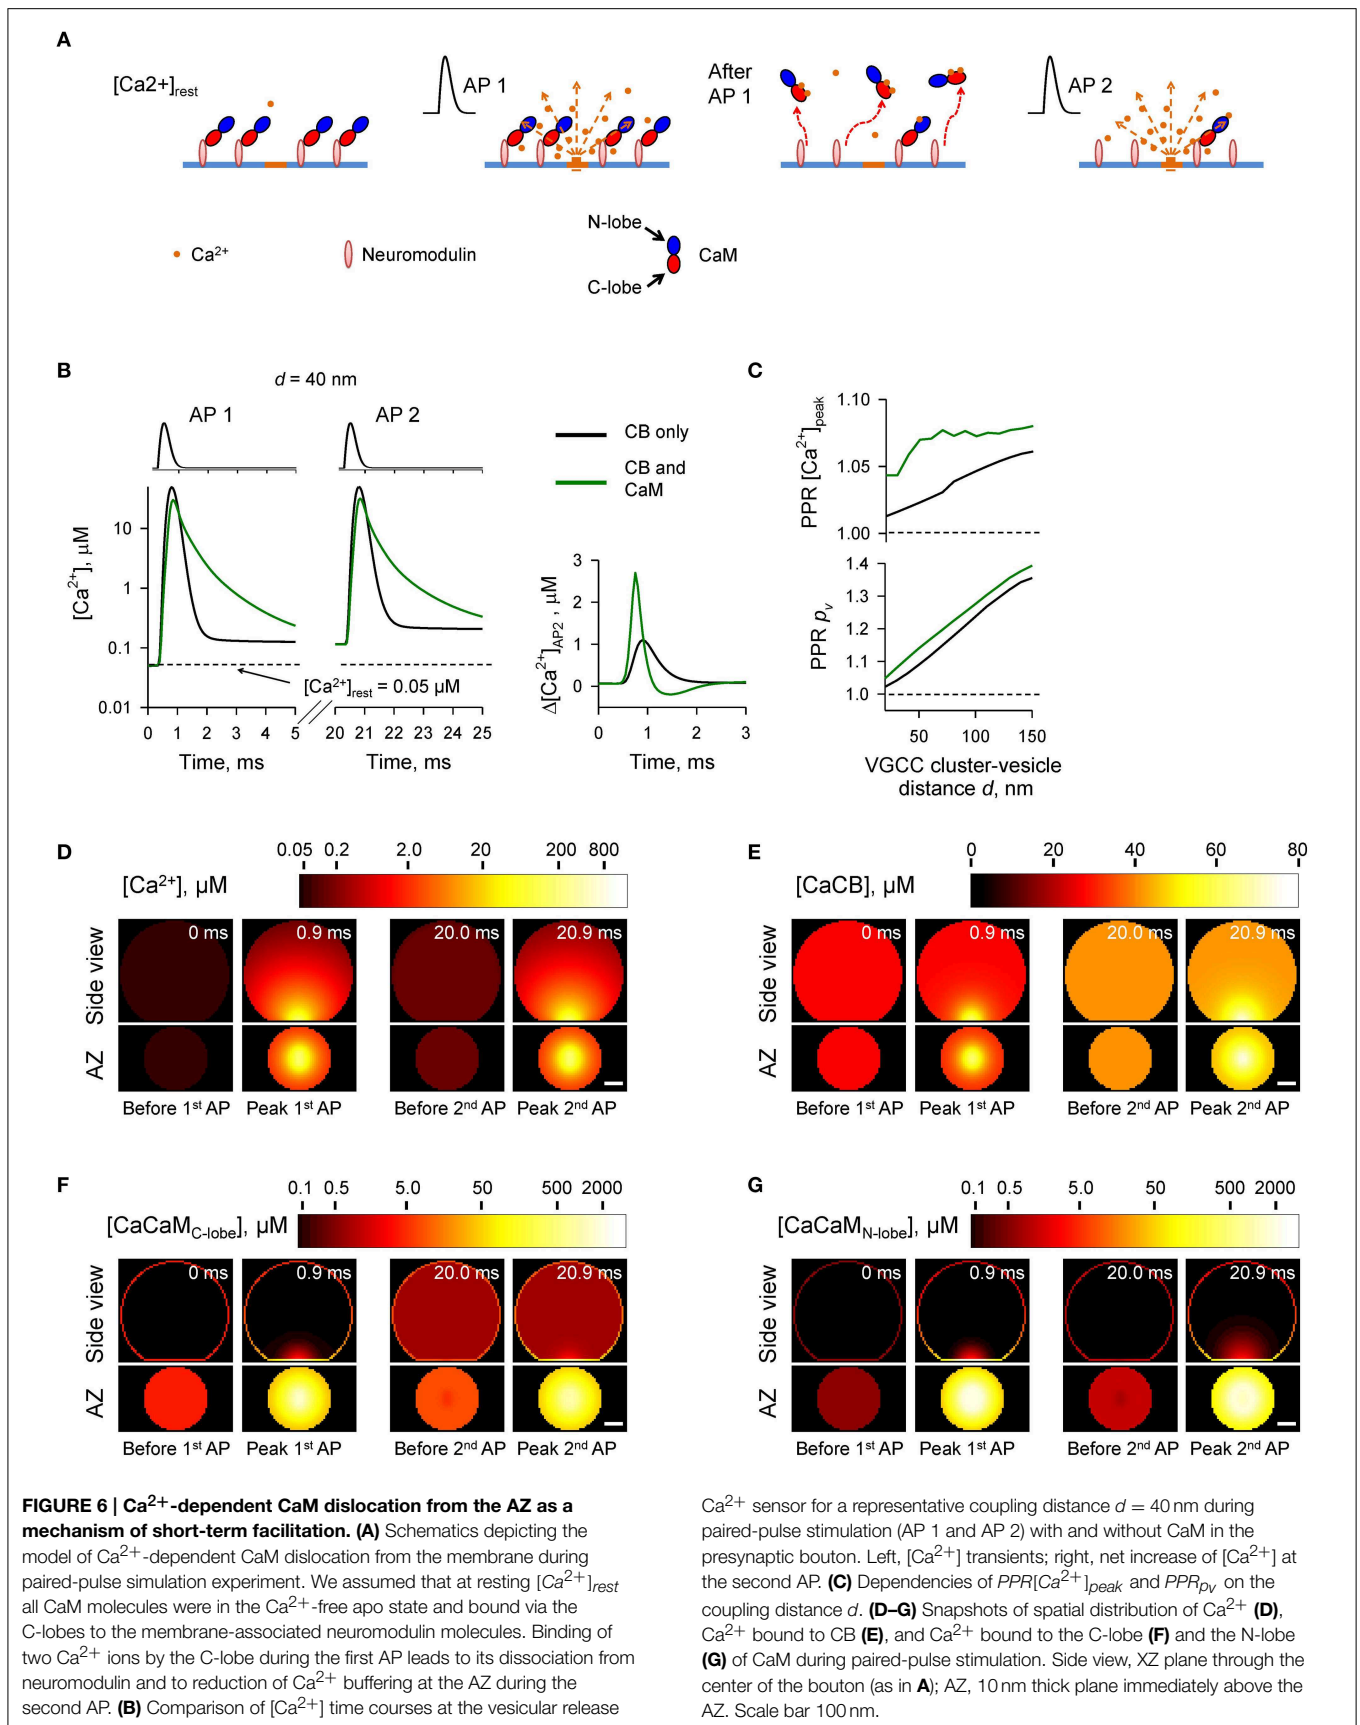 A
[Ca2+]rest
AP 1
After
AP 1
AP 2
N-lobe
Ca²⁺
Neuromodulin
CaM
C-lobe
B
d = 40 nm
AP 1
AP 2
CB only
CB and
CaM
[Ca²⁺], µM
10
1
0.1
0.01
[Ca²⁺]rest = 0.05 µM
0 1 2 3 4 5
20 21 22 23 24 25
Time, ms
Time, ms
Δ[Ca²⁺]AP2 , µM
3
2
1
0
0 1 2 3
Time, ms
C
PPR [Ca²⁺]peak
1.10
1.05
1.00
PPR pv
1.4
1.3
1.2
1.1
1.0
50 100 150
VGCC cluster-vesicle
distance d, nm
D
0.05 0.2 2.0 20 200 800
[Ca²⁺], µM
Side view
0 ms
0.9 ms
20.0 ms
20.9 ms
AZ
Before 1st AP
Peak 1st AP
Before 2nd AP
Peak 2nd AP
E
0 20 40 60 80
[CaCB], µM
Side view
0 ms
0.9 ms
20.0 ms
20.9 ms
AZ
Before 1st AP
Peak 1st AP
Before 2nd AP
Peak 2nd AP
F
0.1 0.5 5.0 50 500 2000
[CaCaMC-lobe], µM
Side view
0 ms
0.9 ms
20.0 ms
20.9 ms
AZ
Before 1st AP
Peak 1st AP
Before 2nd AP
Peak 2nd AP
G
0.1 0.5 5.0 50 500 2000
[CaCaMN-lobe], µM
Side view
0 ms
0.9 ms
20.0 ms
20.9 ms
AZ
Before 1st AP
Peak 1st AP
Before 2nd AP
Peak 2nd AP
FIGURE 6 | Ca²⁺-dependent CaM dislocation from the AZ as a
mechanism of short-term facilitation. (A) Schematics depicting the
model of Ca²⁺-dependent CaM dislocation from the membrane during
paired-pulse simulation experiment. We assumed that at resting [Ca²⁺]rest
all CaM molecules were in the Ca²⁺-free apo state and bound via the
C-lobes to the membrane-associated neuromodulin molecules. Binding of
two Ca²⁺ ions by the C-lobe during the first AP leads to its dissociation from
neuromodulin and to reduction of Ca²⁺ buffering at the AZ during the
second AP. (B) Comparison of [Ca²⁺] time courses at the vesicular release
Ca²⁺ sensor for a representative coupling distance d = 40 nm during
paired-pulse stimulation (AP 1 and AP 2) with and without CaM in the
presynaptic bouton. Left, [Ca²⁺] transients; right, net increase of [Ca²⁺] at
the second AP. (C) Dependencies of PPR[Ca²⁺]peak and PPRpv on the
coupling distance d. (D–G) Snapshots of spatial distribution of Ca²⁺ (D),
Ca²⁺ bound to CB (E), and Ca²⁺ bound to the C-lobe (F) and the N-lobe
(G) of CaM during paired-pulse stimulation. Side view, XZ plane through the
center of the bouton (as in A); AZ, 10 nm thick plane immediately above the
AZ. Scale bar 100 nm.